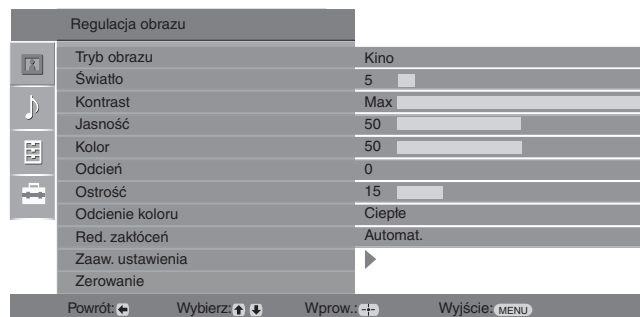 Regulacja obrazu
Tryb obrazu Kino
Światło 5
Kontrast Max
Jasność 50
Kolor 50
Odcień 0
Ostrość 15
Odcienie koloru Ciepłe
Red. zakłóceń Automat.
Zaaw. ustawienia
Zerowanie
Powrót: Wybierz: Wprow.: Wyjście: MENU